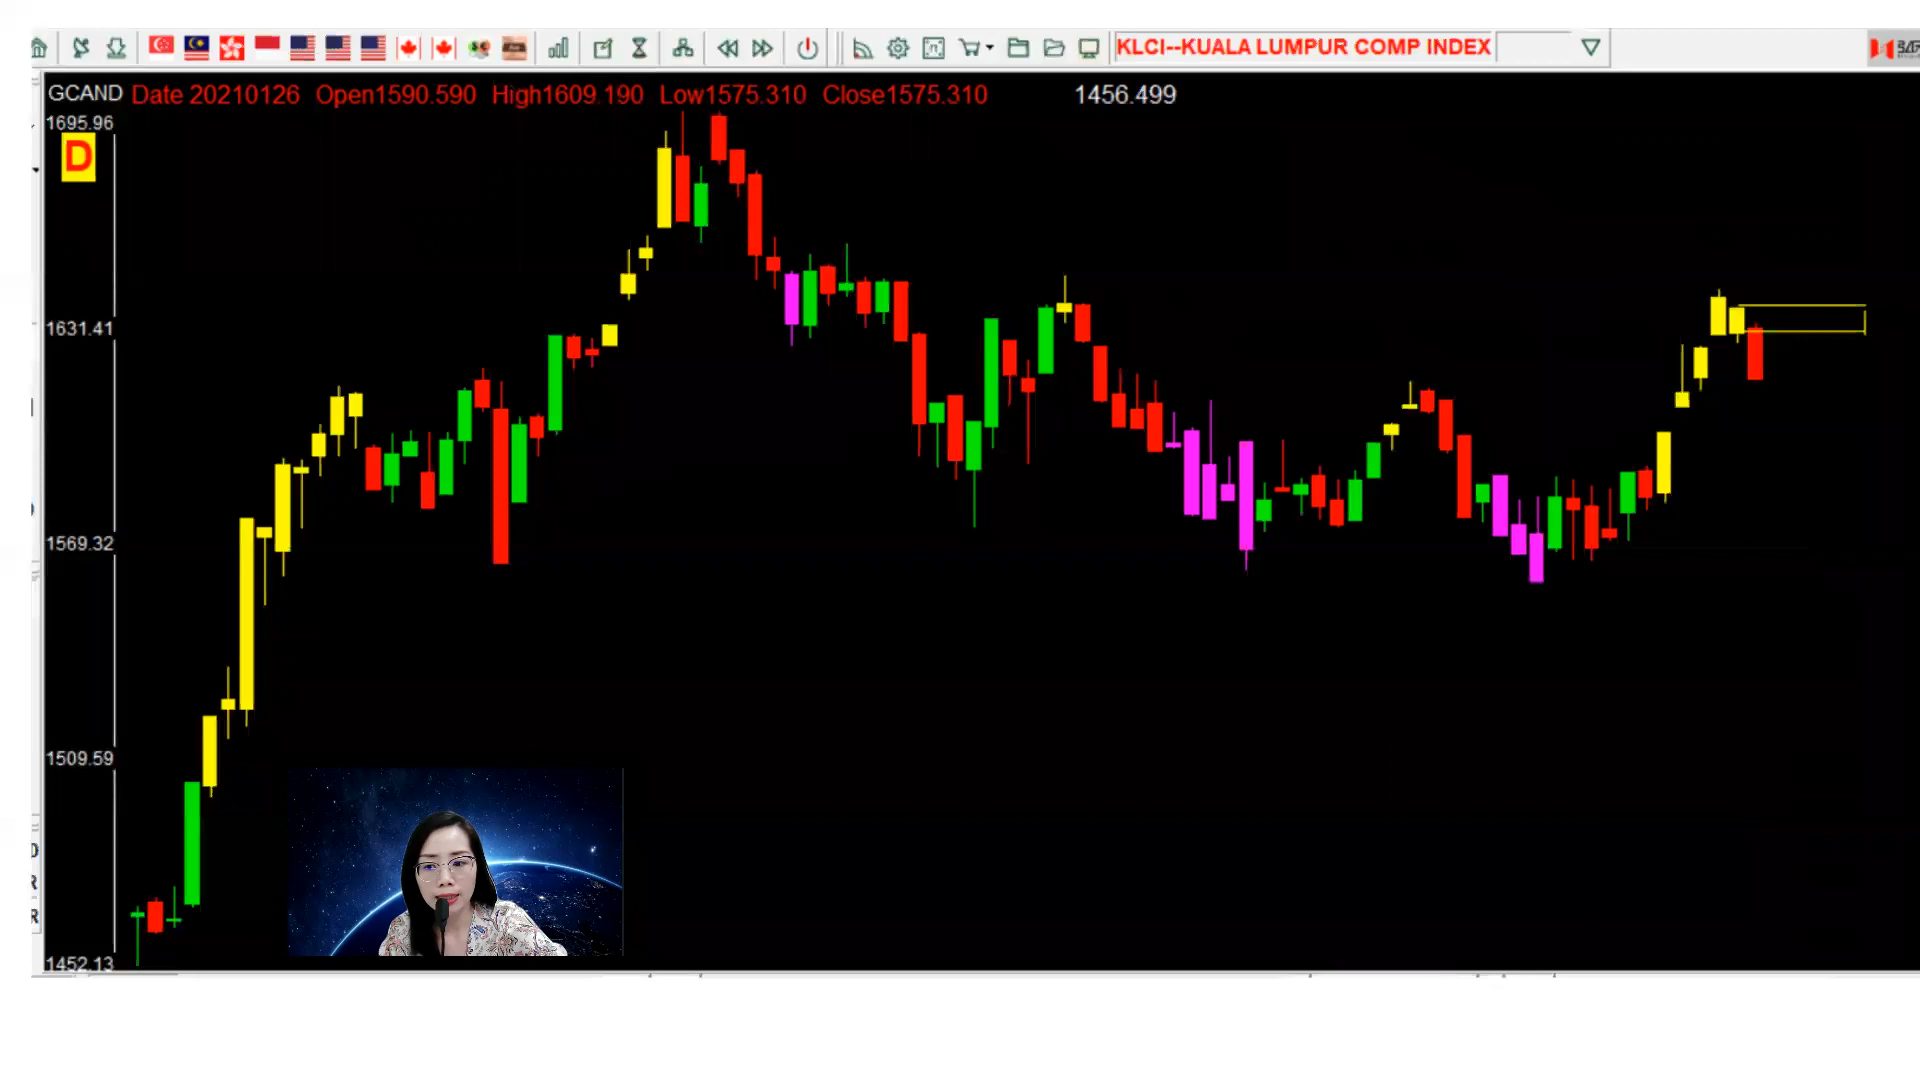 KLCI--KUALA LUMPUR COMP INDEX
GCAND Date 20210126 Open1590.590 High1609.190 Low1575.310 Close1575.310 1456.499
1695.96
D
1631.41
1569.32
1509.59
D
R
R
1452.13